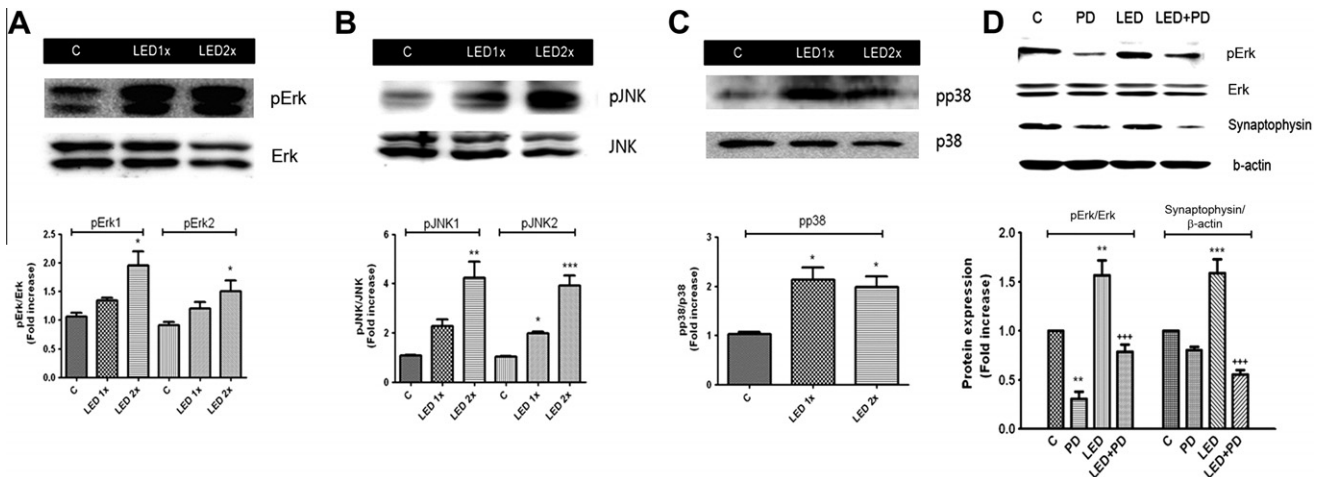 A
C LED1x LED2x
pErk
Erk
pErk1 pErk2
pErk/Erk
(Fold increase)
2.5
2.0
1.5
1.0
0.5
0.0
* *
C LED 1x LED 2x C LED 1x LED 2x
B
C LED1x LED2x
pJNK
JNK
pJNK1 pJNK2
pJNK/JNK
(Fold increase)
6
4
2
0
** * ***
C LED 1x LED 2x C LED 1x LED 2x
C
C LED1x LED2x
pp38
p38
pp38
pp38/p38
(Fold increase)
3
2
1
0
* *
C LED 1x LED 2x
D
C PD LED LED+PD
pErk
Erk
Synaptophysin
b-actin
pErk/Erk
Synaptophysin/
β-actin
Protein expression
(Fold increase)
2.0
1.5
1.0
0.5
0.0
** ** +++ *** +++
C PD LED LED+PD C PD LED LED+PD